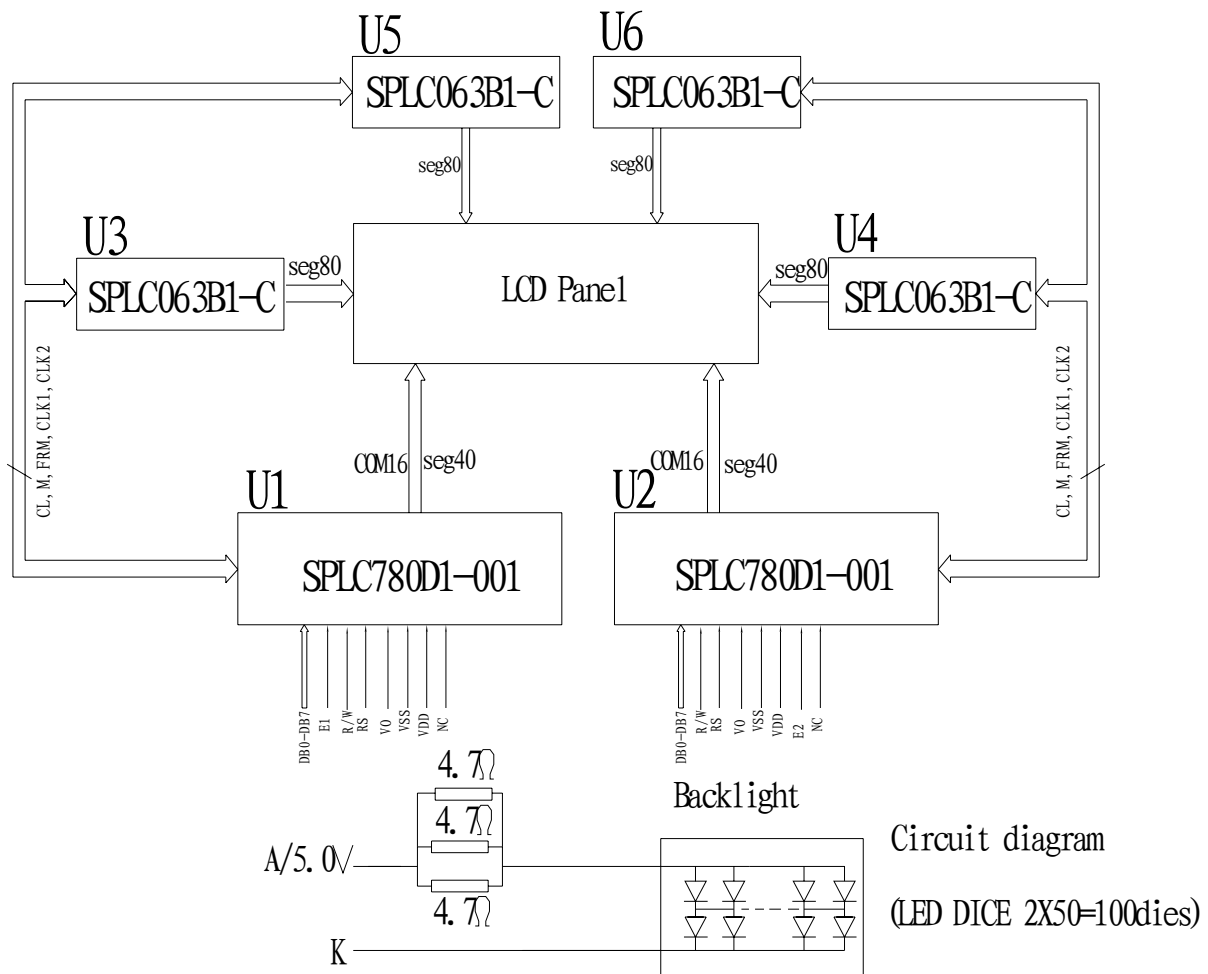 U5
U6
SPLC063B1-C
SPLC063B1-C
seg80
seg80
U3
U4
seg80
seg80
SPLC063B1-C
LCD Panel
SPLC063B1-C
CL, M, FRM, CLK1, CLK2
CL, M, FRM, CLK1, CLK2
COM16
seg40
COM16
seg40
U1
U2
SPLC780D1-001
SPLC780D1-001
DB0-DB7
E1
R/W
RS
VO
VSS
VDD
NC
DB0-DB7
R/W
RS
VO
VSS
VDD
E2
NC
4.7Ω
Backlight
4.7Ω
A/5.0V
Circuit diagram
4.7Ω
(LED DICE 2X50=100dies)
K